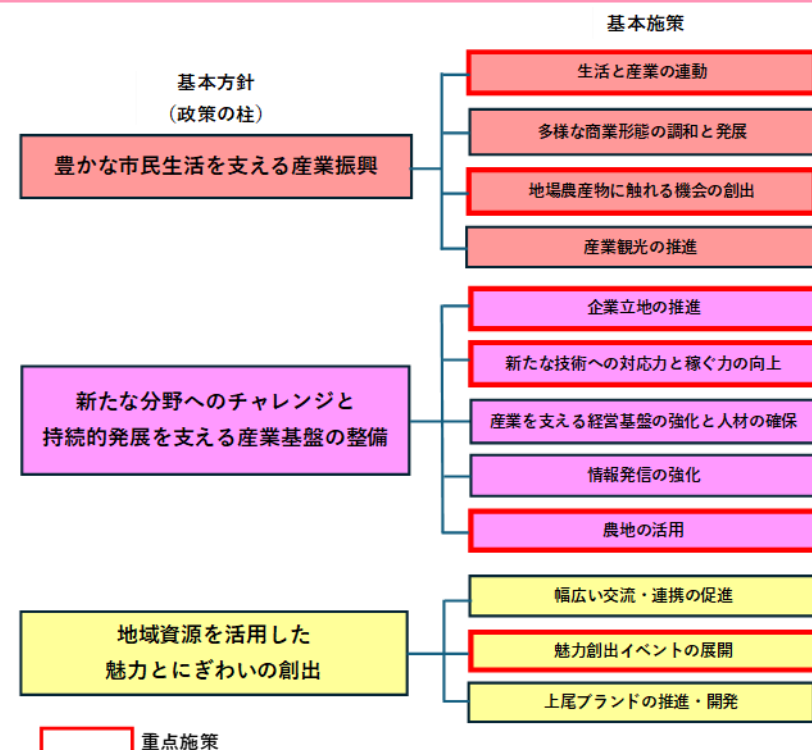 基本施策
基本方針
（政策の柱）
豊かな市民生活を支える産業振興
生活と産業の連動
多様な商業形態の調和と発展
地場農産物に触れる機会の創出
産業観光の推進
新たな分野へのチャレンジと
持続的発展を支える産業基盤の整備
企業立地の推進
新たな技術への対応力と稼ぐ力の向上
産業を支える経営基盤の強化と人材の確保
情報発信の強化
農地の活用
地域資源を活用した
魅力とにぎわいの創出
幅広い交流・連携の促進
魅力創出イベントの展開
上尾ブランドの推進・開発
重点施策